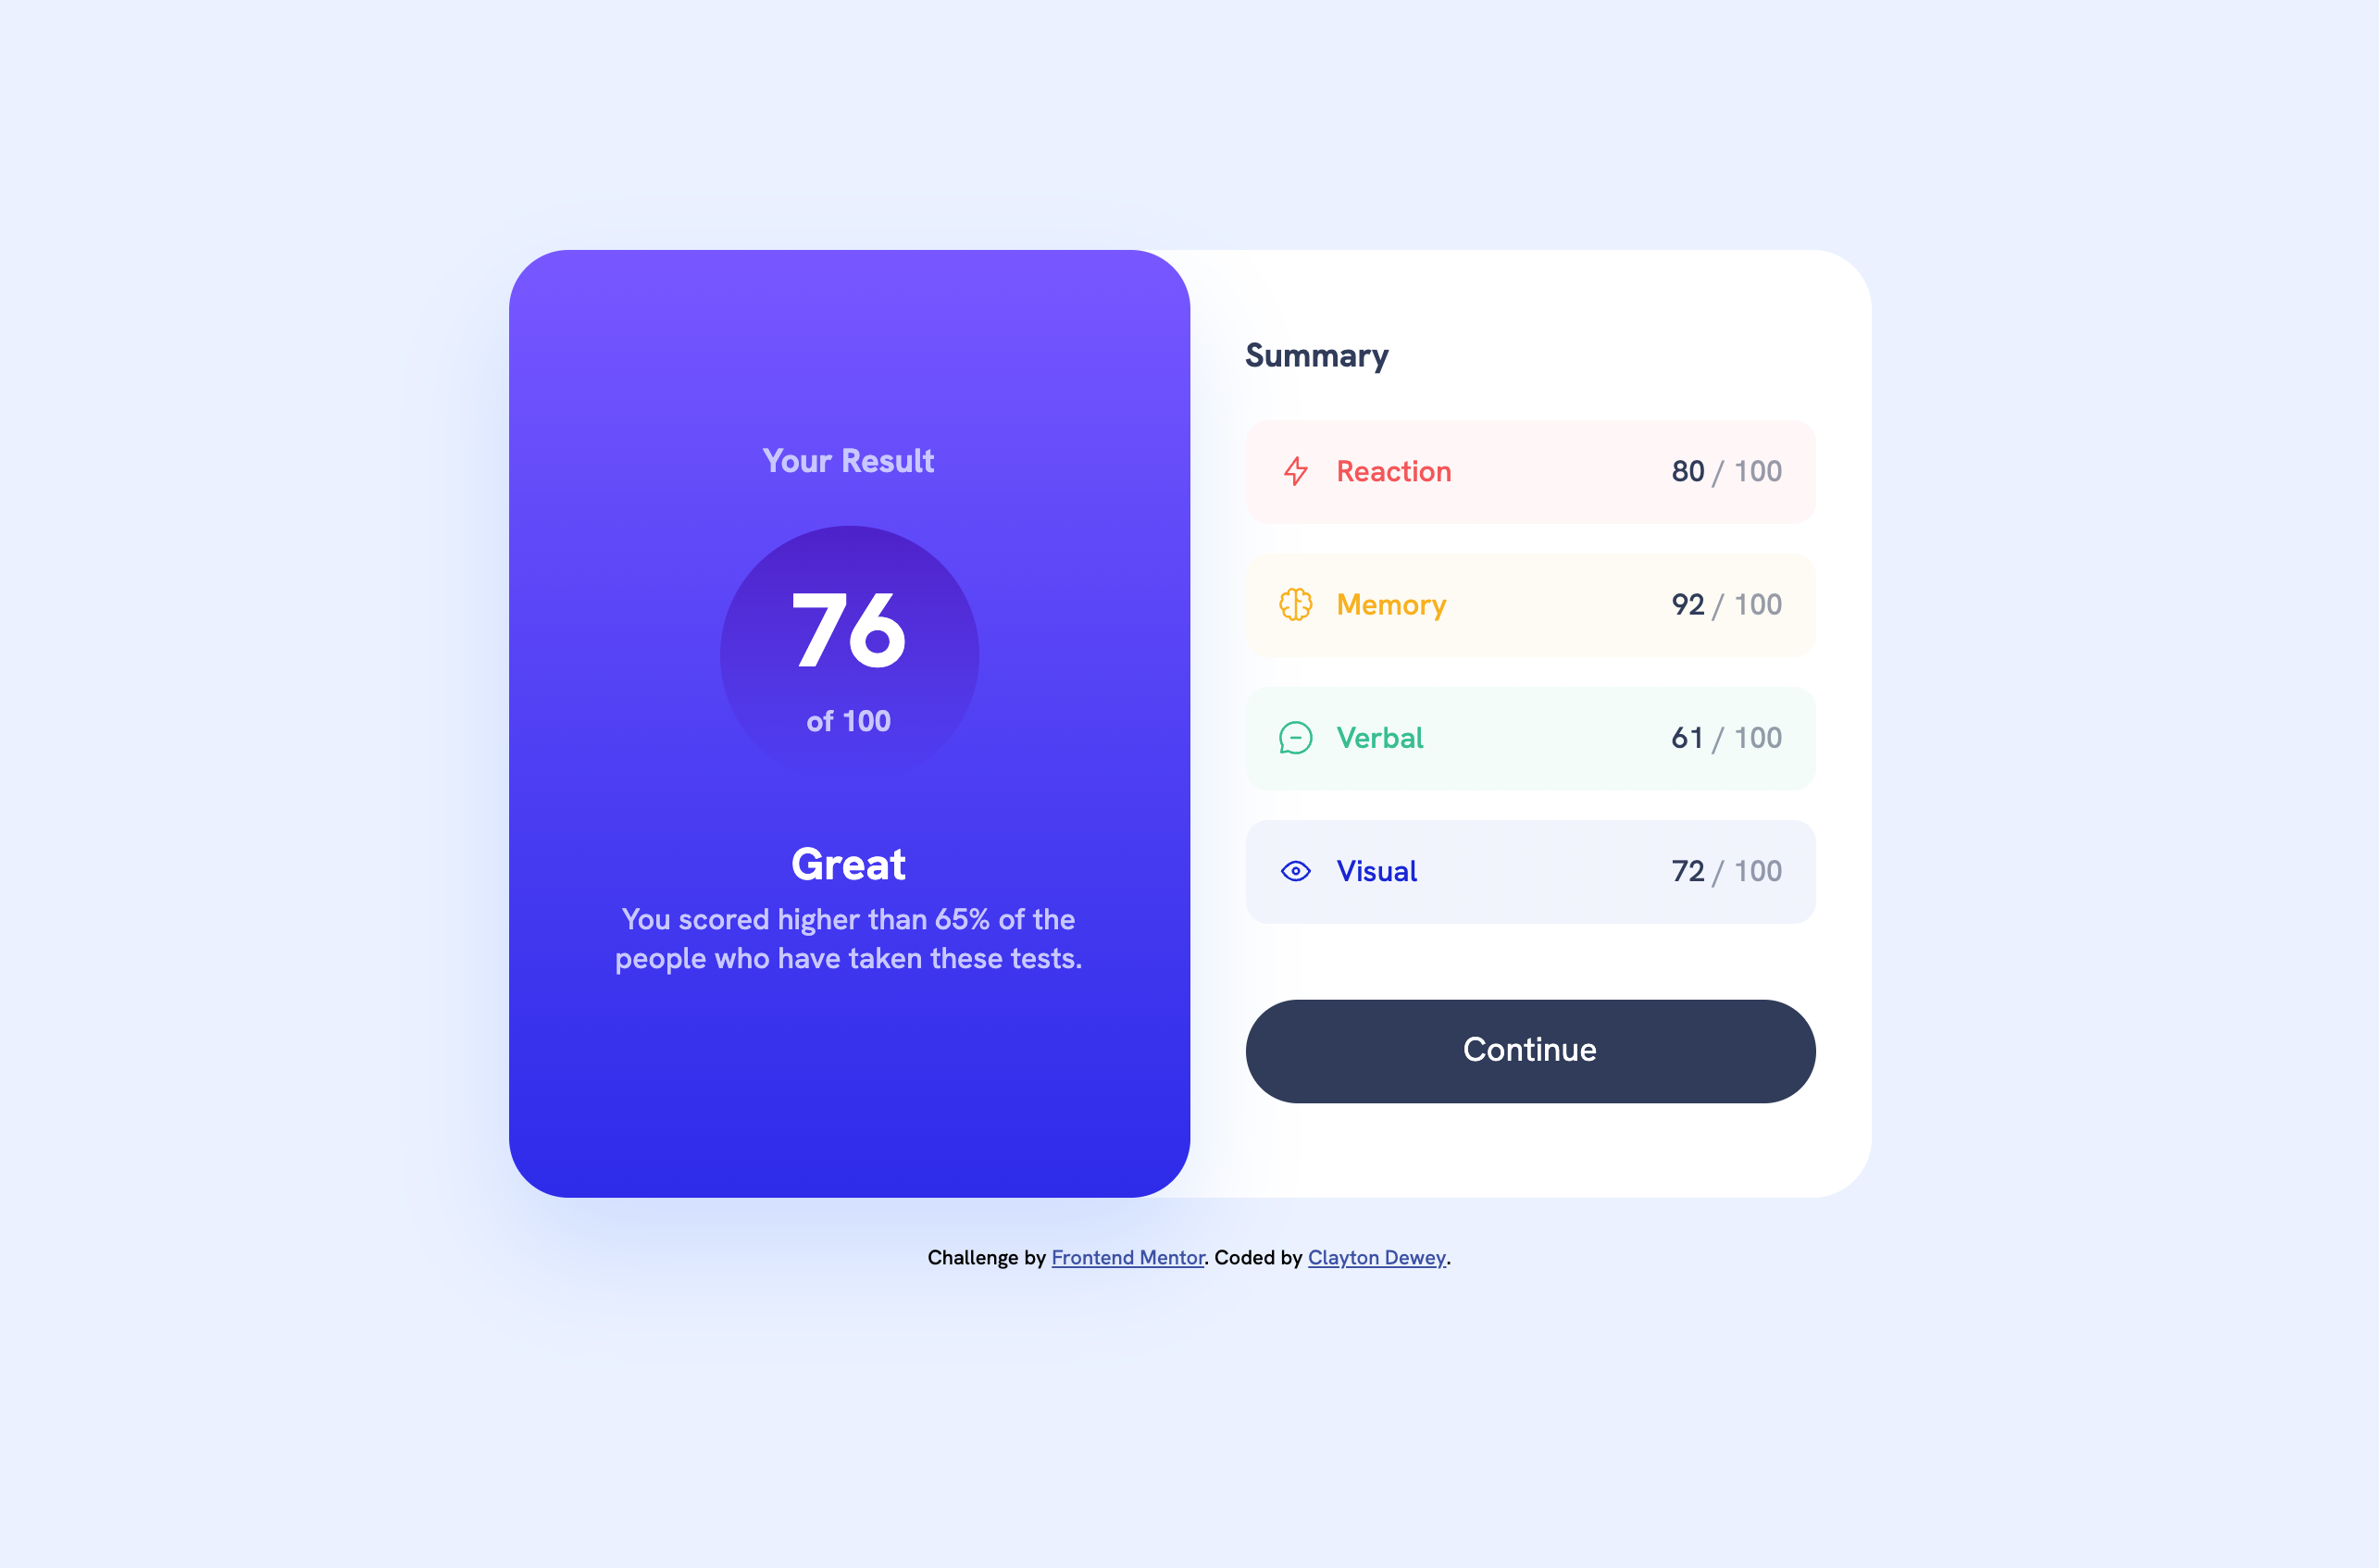 Your Result
76
of 100
Great
You scored higher than 65% of the
people who have taken these tests.
Summary
Reaction 80 / 100
Memory 92 / 100
Verbal 61 / 100
Visual 72 / 100
Continue
Challenge by Frontend Mentor. Coded by Clayton Dewey.